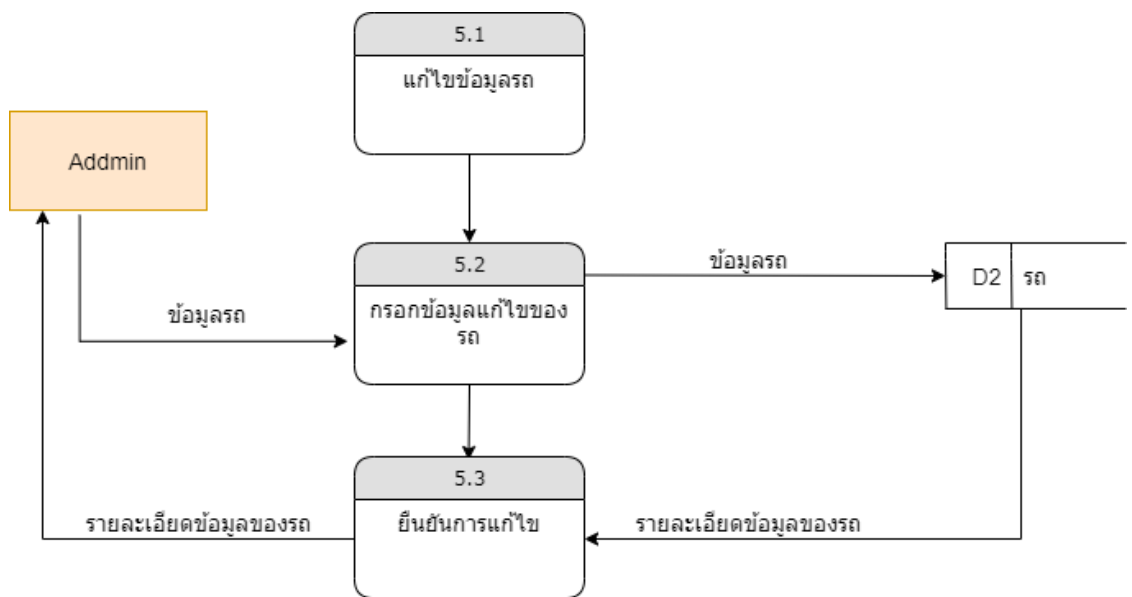 5.1
แก้ไขข้อมูลรถ
Addmin
5.2
กรอกข้อมูลแก้ไขของ
รถ
ข้อมูลรถ
ข้อมูลรถ
D2 รถ
5.3
ยืนยันการแก้ไข
รายละเอียดข้อมูลของรถ
รายละเอียดข้อมูลของรถ